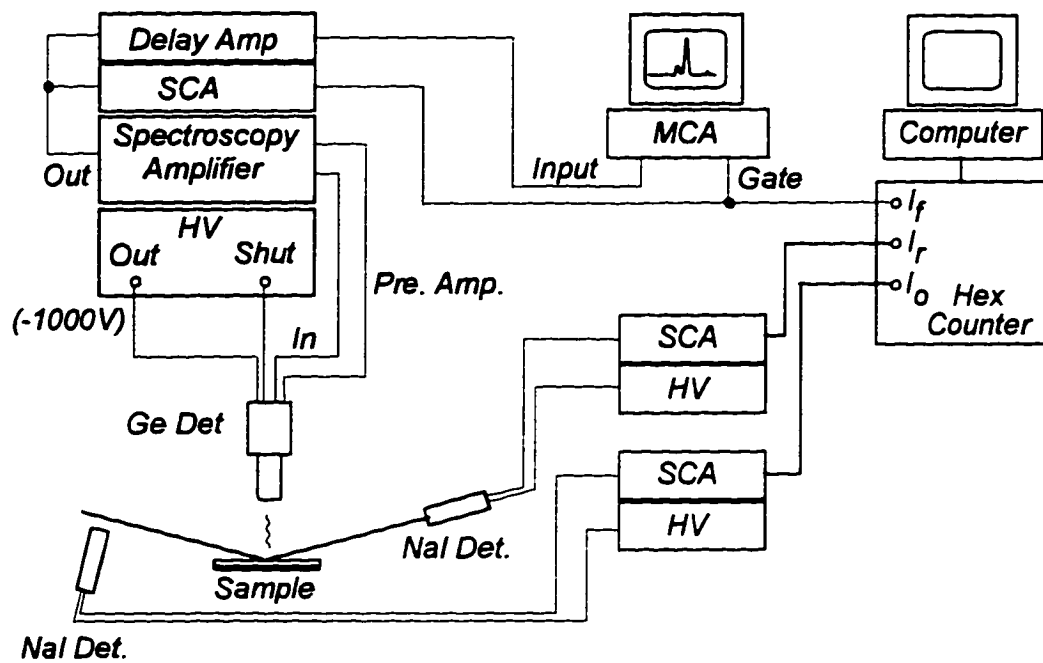 Delay Amp
SCA
Spectroscopy
Amplifier
Out
HV
Out
Shut
(-1000V)
In
Pre. Amp.
Ge Det
Input
MCA
Gate
Computer
I_f
I_r
I_o
Hex
Counter
SCA
HV
SCA
HV
NaI Det.
Sample
NaI Det.